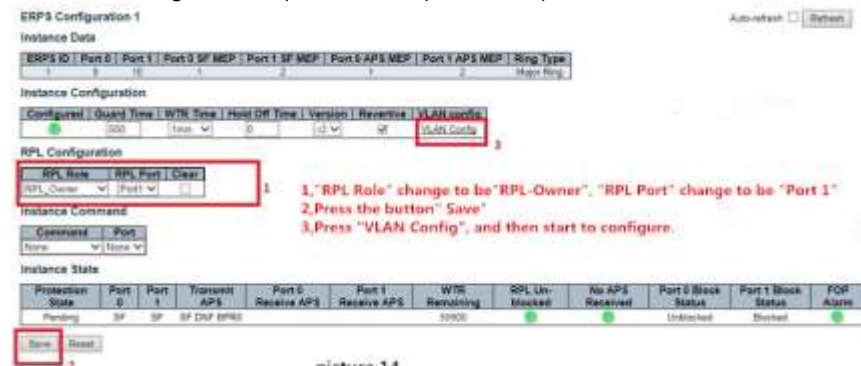 ERPS Configuration 1
Auto-refresh Refresh
Instance Data
ERPS ID Port 0 Port 1 Port 0 SF MEP Port 1 SF MEP Port 0 APS MEP Port 1 APS MEP Ring Type
1 9 10 1 2 1 2 Major Ring
Instance Configuration
Configured Guard Time WTR Time Hold Off Time Version Revertive VLAN config
500 1min 0 v2 VLAN Config
3
RPL Configuration
RPL Role RPL Port Clear
RPL_Owner Port1
1
1,"RPL Role" change to be"RPL-Owner", "RPL Port" change to be "Port 1"
2,Press the button" Save"
3,Press "VLAN Config", and then start to configure.
Instance Command
Command Port
None None
Instance State
Protection State Port 0 Port 1 Transmit APS Port 0 Receive APS Port 1 Receive APS WTR Remaining RPL Un-blocked No APS Received Port 0 Block Status Port 1 Block Status FOP Alarm
Pending SF SF SF DNF BPR0 Unblocked Blocked
Save Reset
picture 14